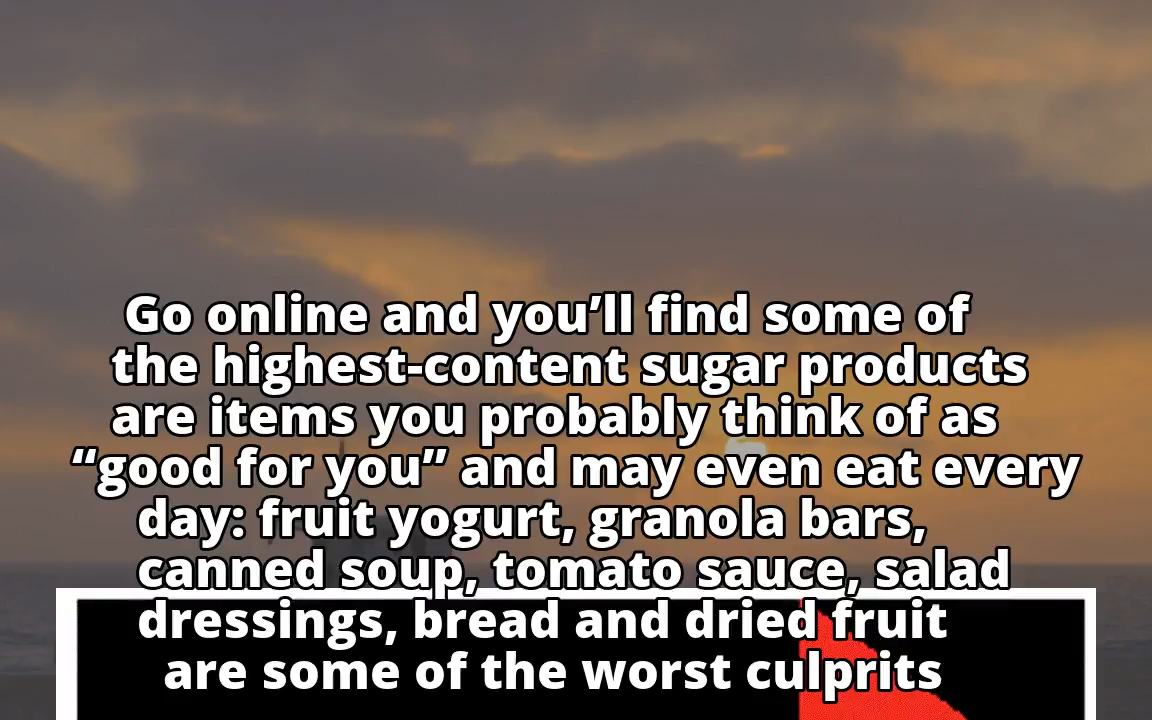 Go online and you’ll find some of
the highest-content sugar products
are items you probably think of as
“good for you” and may even eat every
day: fruit yogurt, granola bars,
canned soup, tomato sauce, salad
dressings, bread and dried fruit
are some of the worst culprits